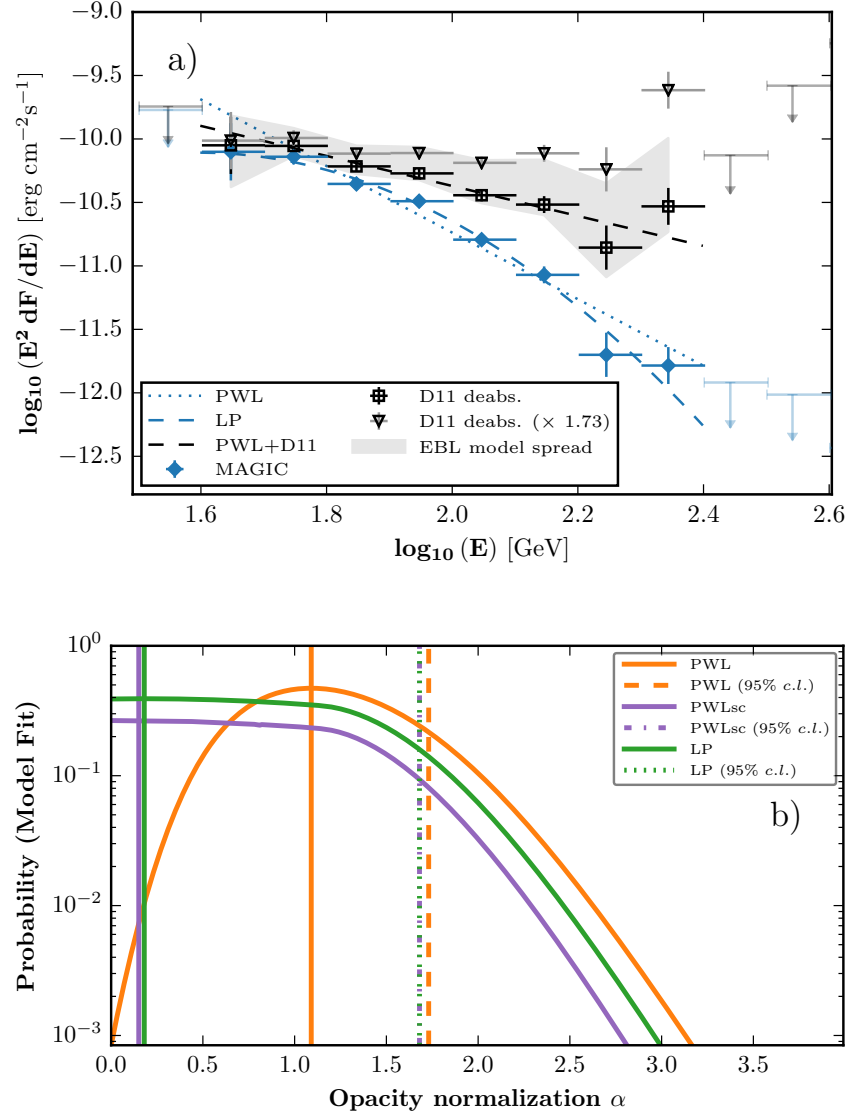 a)
log₁₀ (E² dF/dE) [erg cm⁻²s⁻¹]
−9.0
−9.5
−10.0
−10.5
−11.0
−11.5
−12.0
−12.5
PWL
LP
PWL+D11
MAGIC
D11 deabs.
D11 deabs. (× 1.73)
EBL model spread
1.6 1.8 2.0 2.2 2.4 2.6
log₁₀ (E) [GeV]
b)
Probability (Model Fit)
10⁰
10⁻¹
10⁻²
10⁻³
PWL
PWL (95% c.l.)
PWLsc
PWLsc (95% c.l.)
LP
LP (95% c.l.)
0.0 0.5 1.0 1.5 2.0 2.5 3.0 3.5
Opacity normalization α